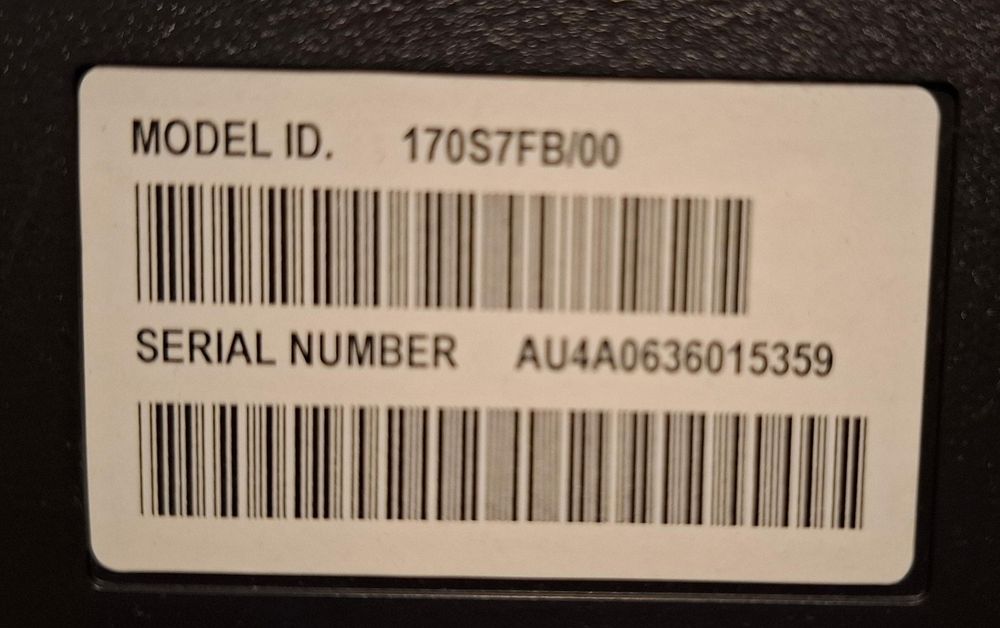 MODEL ID. 170S7FB/00
SERIAL NUMBER AU4A0636015359